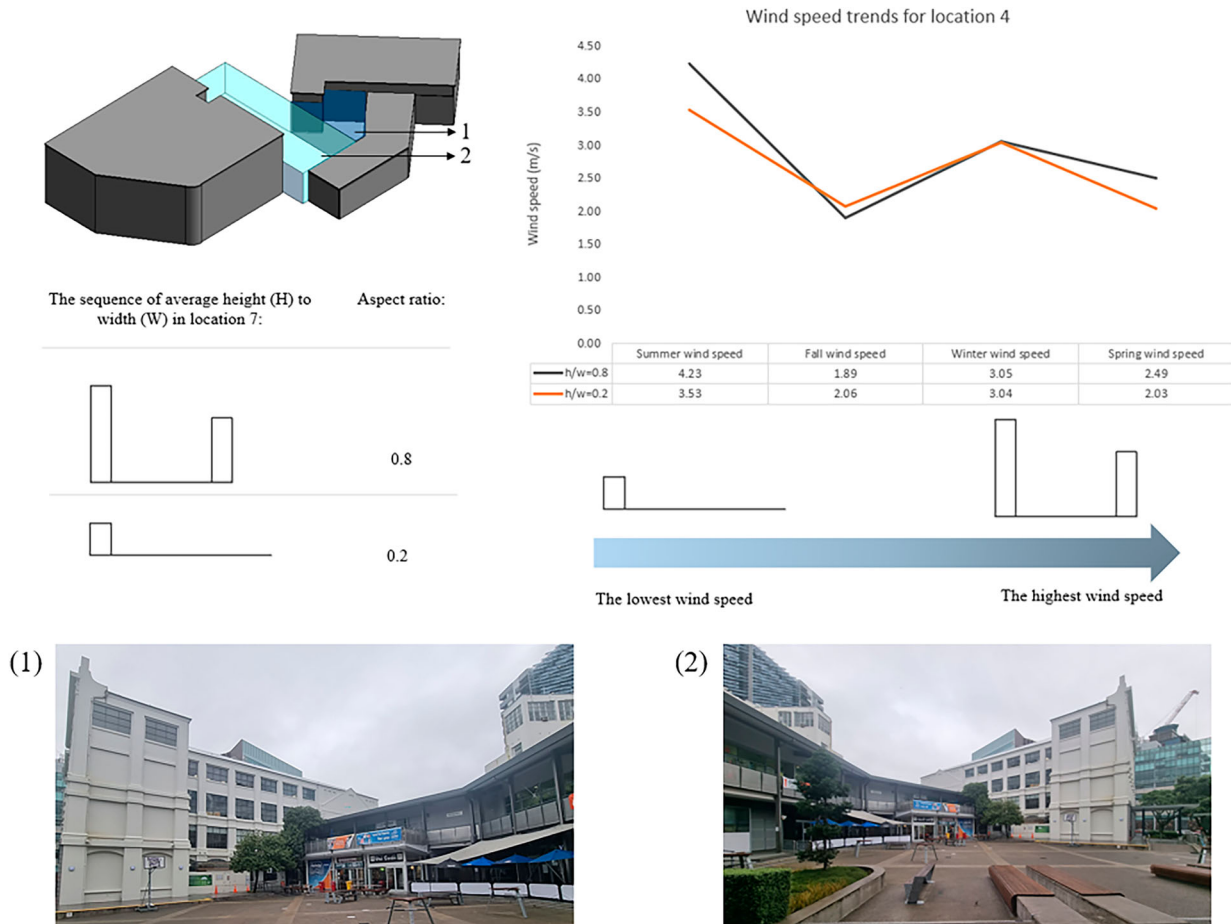 1
2
The sequence of average height (H) to
width (W) in location 7:
Aspect ratio:
0.8
0.2
Wind speed trends for location 4
Wind speed (m/s)
4.50
4.00
3.50
3.00
2.50
2.00
1.50
1.00
0.50
0.00
Summer wind speed Fall wind speed Winter wind speed Spring wind speed
h/w=0.8 4.23 1.89 3.05 2.49
h/w=0.2 3.53 2.06 3.04 2.03
The lowest wind speed
The highest wind speed
(1)
(2)